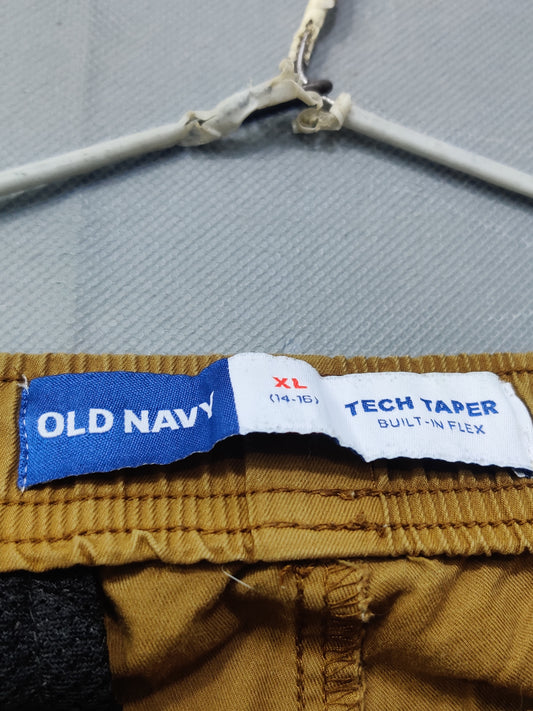 OLD NAVY
XL
(14-16)
TECH TAPER
BUILT-IN FLEX